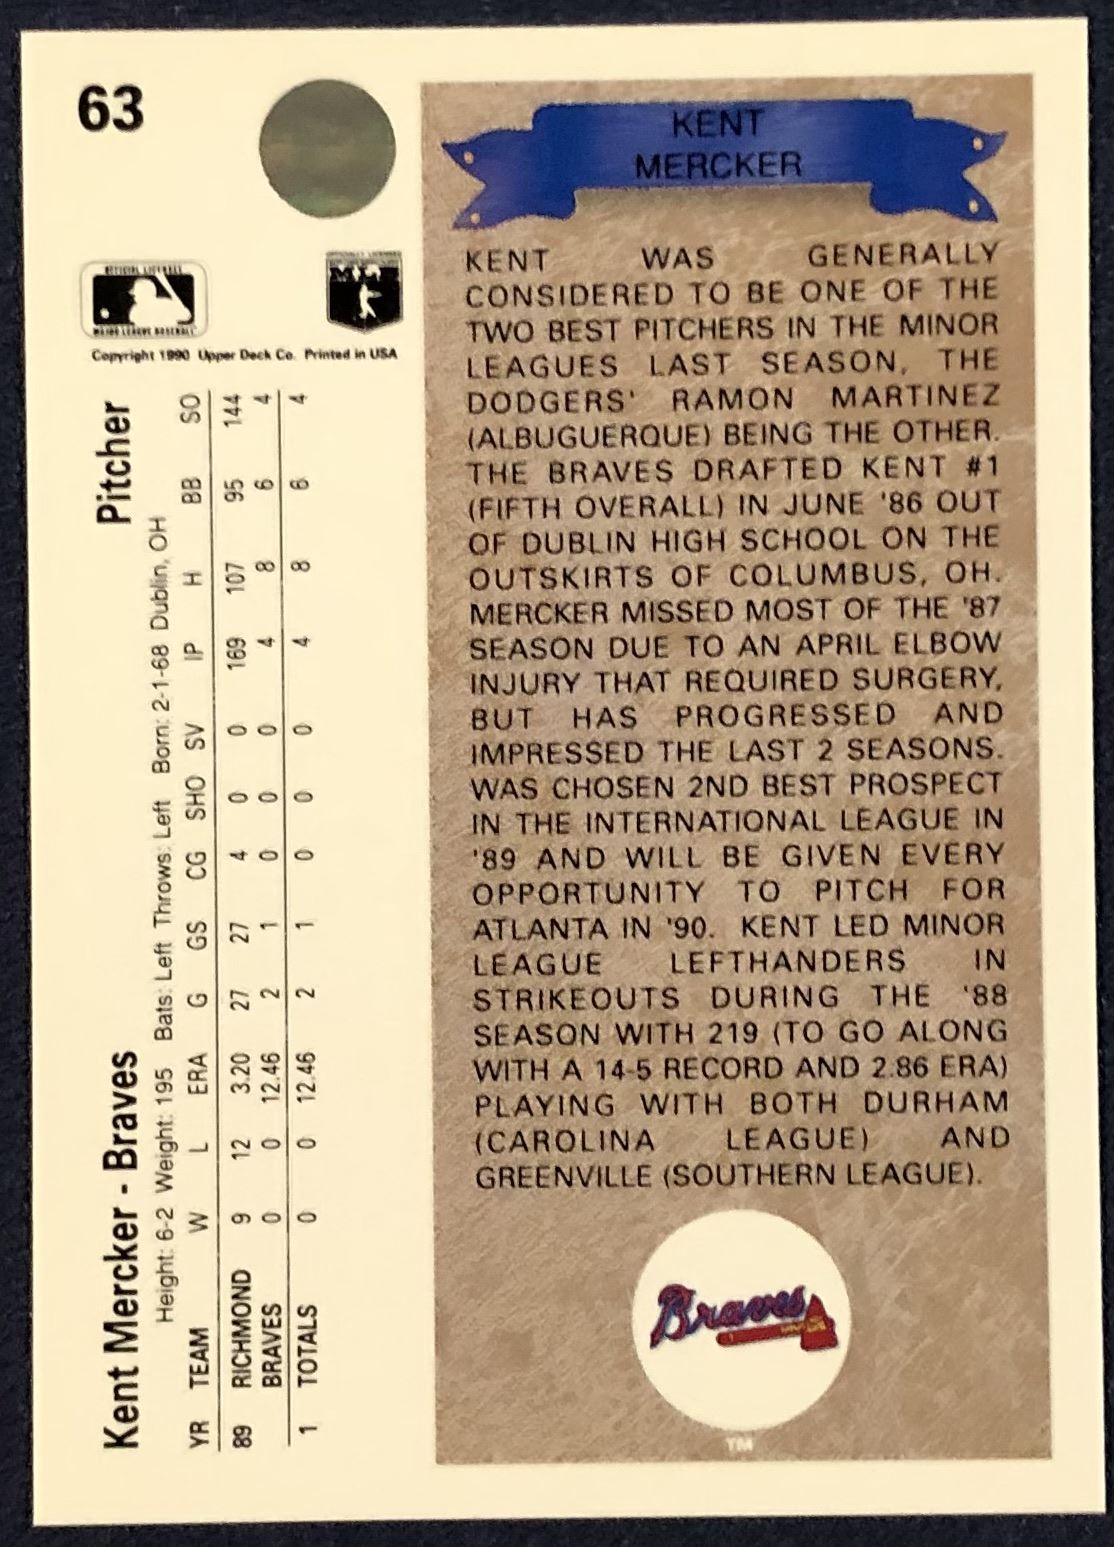 63
OFFICIAL LICENSEE
MAJOR LEAGUE BASEBALL
Copyright 1990 Upper Deck Co. Printed in USA
Kent Mercker - Braves Pitcher
Height: 6-2 Weight: 195 Bats: Left Throws: Left Born: 2-1-68 Dublin, OH
YR TEAM W L ERA G GS CG SHO SV IP H BB SO
89 RICHMOND 9 12 3.20 27 27 4 0 0 169 107 95 144
BRAVES 0 0 12.46 2 1 0 0 0 4 8 6 4
1 TOTALS 0 0 12.46 2 1 0 0 0 4 8 6 4
KENT
MERCKER
KENT WAS GENERALLY
CONSIDERED TO BE ONE OF THE
TWO BEST PITCHERS IN THE MINOR
LEAGUES LAST SEASON, THE
DODGERS' RAMON MARTINEZ
(ALBUGUERQUE) BEING THE OTHER.
THE BRAVES DRAFTED KENT #1
(FIFTH OVERALL) IN JUNE '86 OUT
OF DUBLIN HIGH SCHOOL ON THE
OUTSKIRTS OF COLUMBUS, OH.
MERCKER MISSED MOST OF THE '87
SEASON DUE TO AN APRIL ELBOW
INJURY THAT REQUIRED SURGERY,
BUT HAS PROGRESSED AND
IMPRESSED THE LAST 2 SEASONS.
WAS CHOSEN 2ND BEST PROSPECT
IN THE INTERNATIONAL LEAGUE IN
'89 AND WILL BE GIVEN EVERY
OPPORTUNITY TO PITCH FOR
ATLANTA IN '90. KENT LED MINOR
LEAGUE LEFTHANDERS IN
STRIKEOUTS DURING THE '88
SEASON WITH 219 (TO GO ALONG
WITH A 14-5 RECORD AND 2.86 ERA)
PLAYING WITH BOTH DURHAM
(CAROLINA LEAGUE) AND
GREENVILLE (SOUTHERN LEAGUE).
Braves
TM